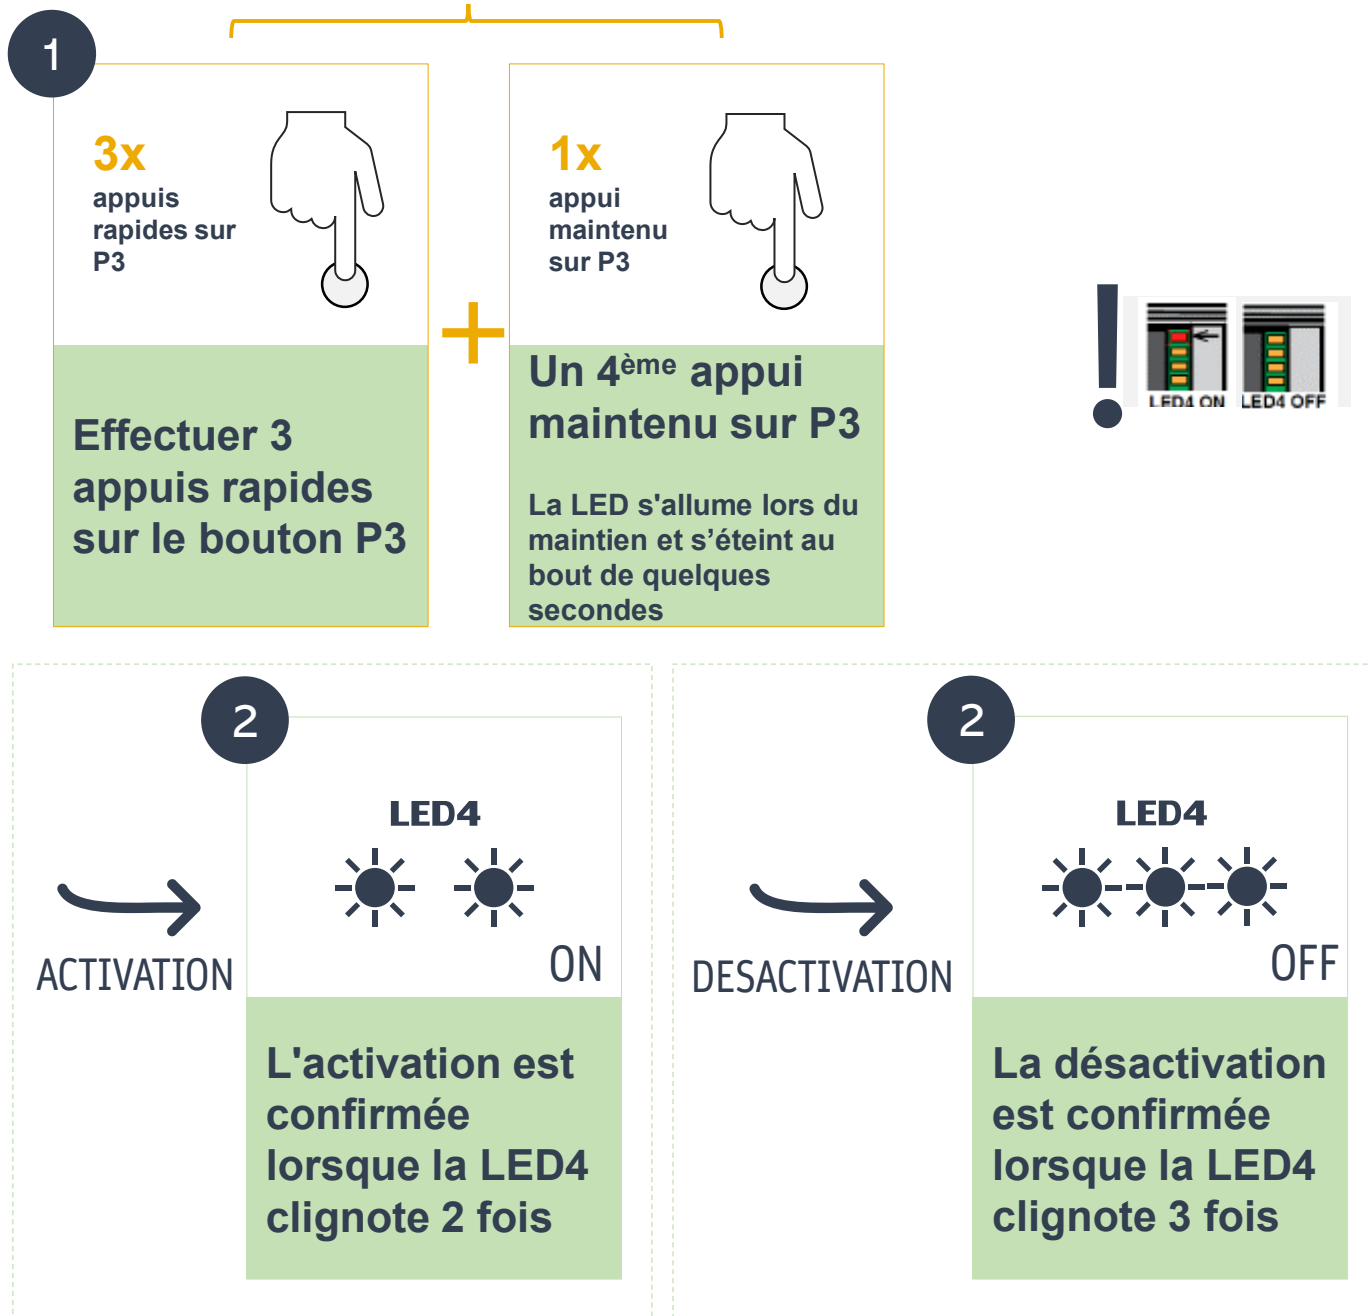 1
3x
appuis
rapides sur
P3
1x
appui
maintenu
sur P3
+
Effectuer 3
appuis rapides
sur le bouton P3
Un 4ème appui
maintenu sur P3
La LED s'allume lors du
maintien et s’éteint au
bout de quelques
secondes
!
LED4 ON
LED4 OFF
2
LED4
ON
ACTIVATION
L'activation est
confirmée
lorsque la LED4
clignote 2 fois
2
LED4
OFF
DESACTIVATION
La désactivation
est confirmée
lorsque la LED4
clignote 3 fois